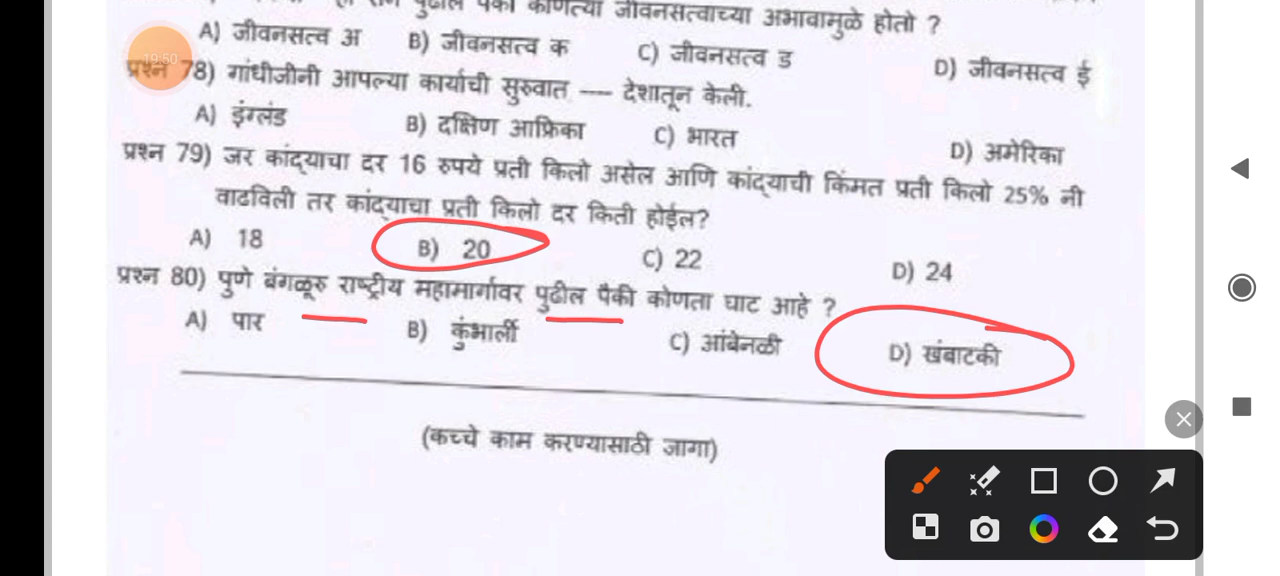 पुढील पैकी कोणत्या जीवनसत्वाच्या अभावामुळे होतो ?
A) जीवनसत्व अ B) जीवनसत्व क C) जीवनसत्व ड D) जीवनसत्व ई
19:50
प्रश्न 78) गांधीजीनी आपल्या कार्याची सुरुवात ---- देशातून केली.
A) इंग्लंड B) दक्षिण आफ्रिका C) भारत D) अमेरिका
प्रश्न 79) जर कांद्याचा दर 16 रुपये प्रती किलो असेल आणि कांद्याची किंमत प्रती किलो 25% नी
वाढविली तर कांद्याचा प्रती किलो दर किती होईल?
A) 18 B) 20 C) 22 D) 24
प्रश्न 80) पुणे बंगळूरु राष्ट्रीय महामार्गावर पुढील पैकी कोणता घाट आहे ?
A) पार B) कुंभार्ली C) आंबेनळी D) खंबाटकी
(कच्चे काम करण्यासाठी जागा)